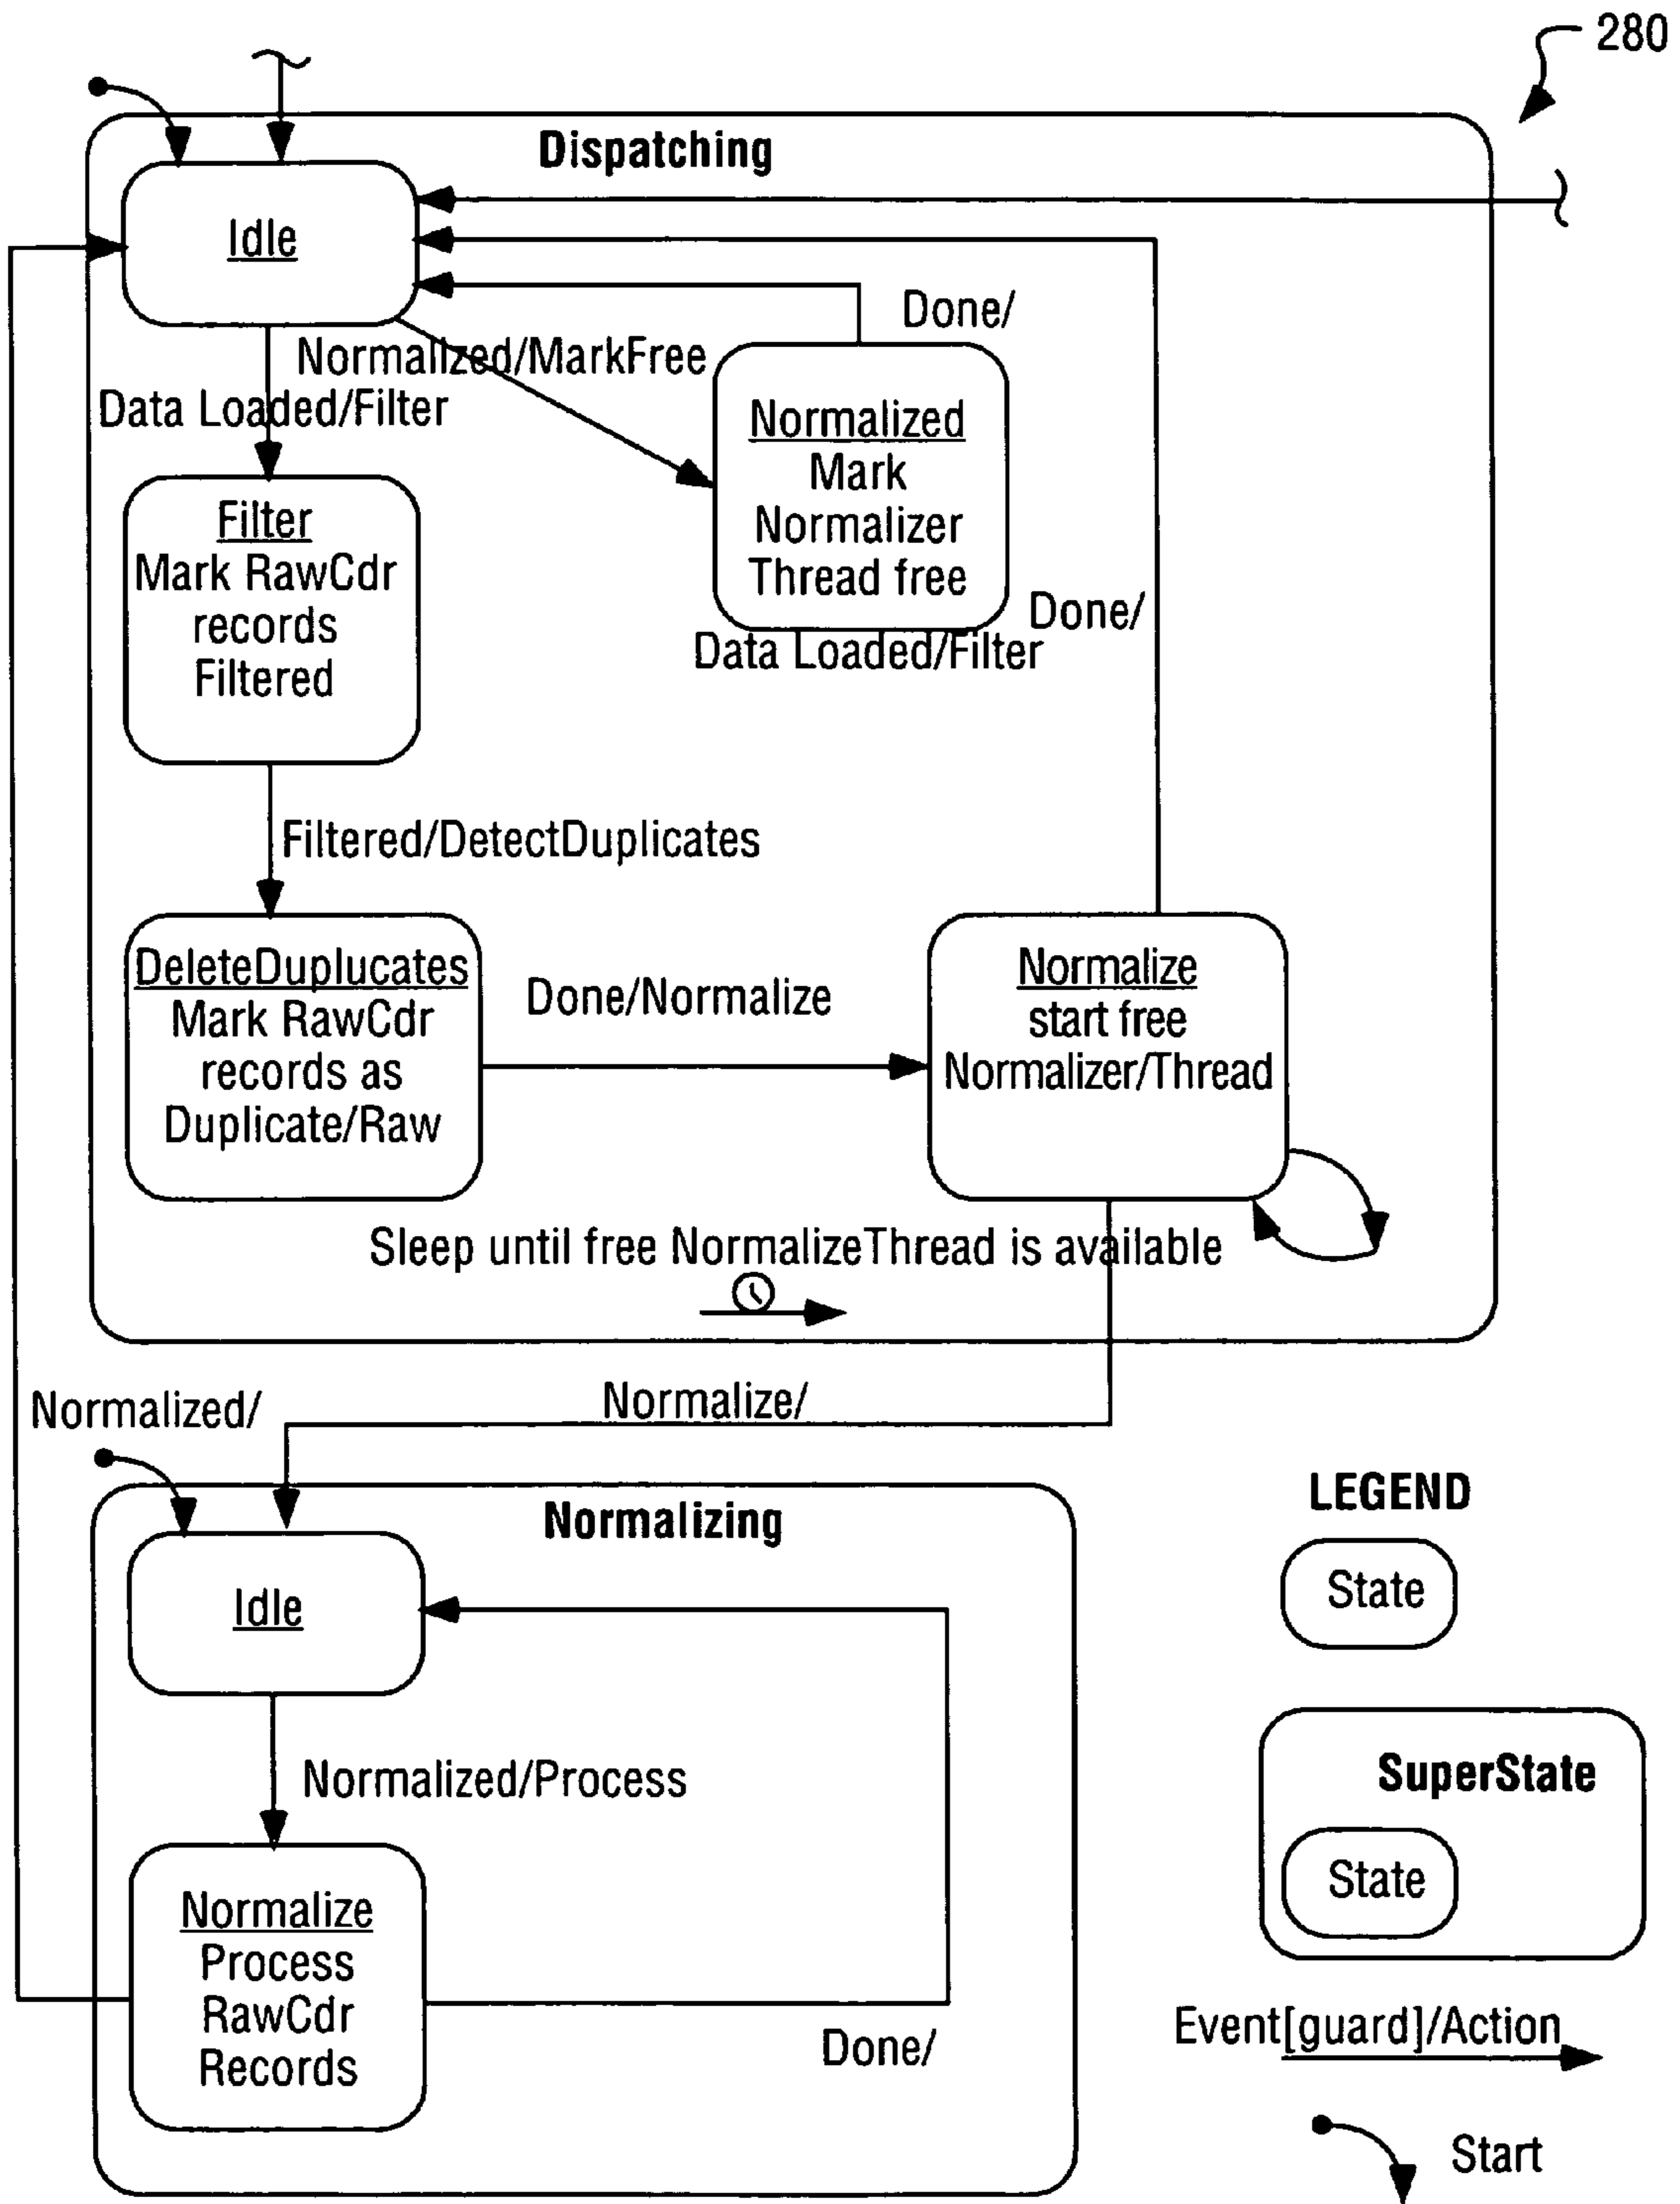 280
Dispatching
Idle
Done/
Normalized/MarkFree
Data Loaded/Filter
Normalized
Mark
Normalizer
Thread free
Filter
Mark RawCdr
records
Filtered
Done/
Data Loaded/Filter
Filtered/DetectDuplicates
DeleteDuplucates
Mark RawCdr
records as
Duplicate/Raw
Done/Normalize
Normalize
start free
Normalizer/Thread
Sleep until free NormalizeThread is available
Normalized/
Normalize/
Normalizing
Idle
Normalized/Process
Normalize
Process
RawCdr
Records
Done/
LEGEND
State
SuperState
State
Event[guard]/Action
Start